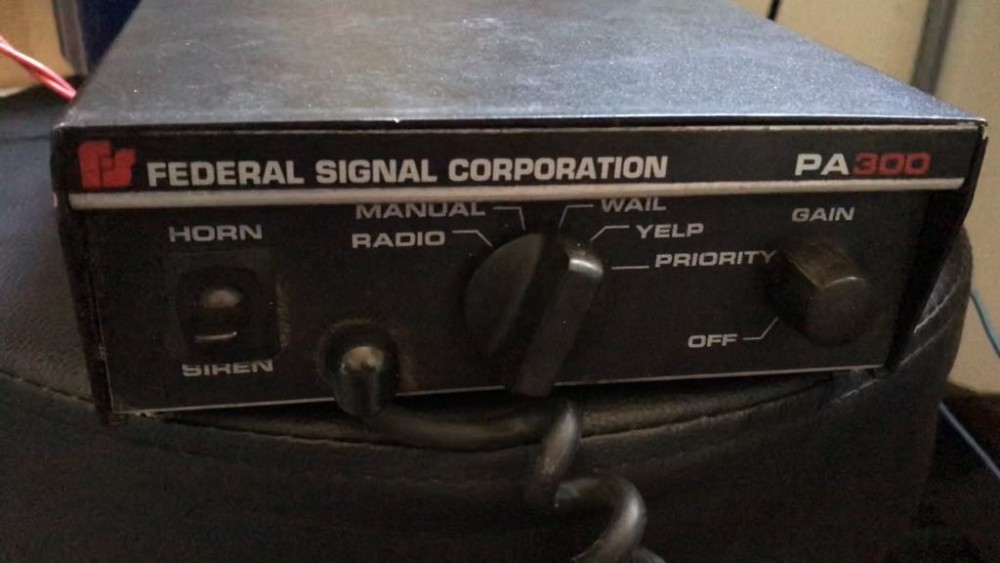 FEDERAL SIGNAL CORPORATION PA300
MANUAL WAIL
HORN RADIO YELP GAIN
PRIORITY
OFF
SIREN